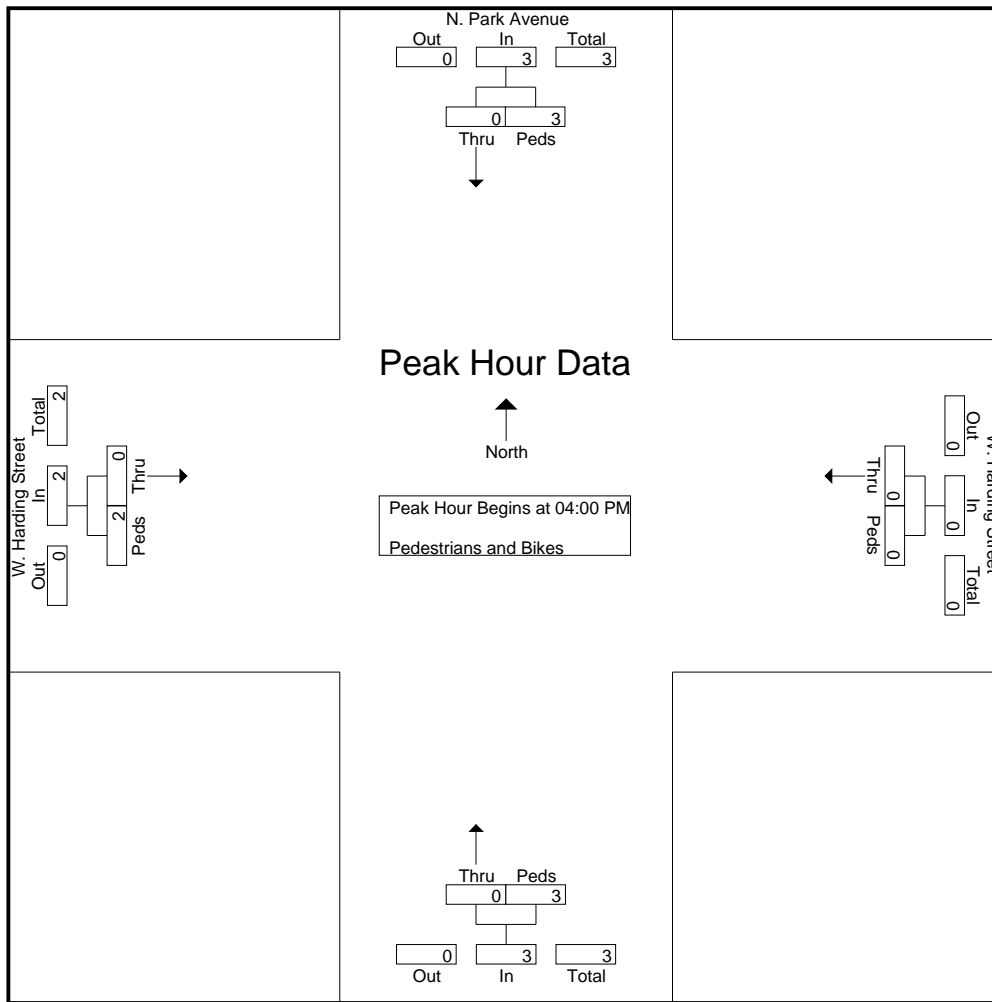 N. Park Avenue
Out In Total
0 3 3
0 3
Thru Peds
Peak Hour Data
North
Peak Hour Begins at 04:00 PM
Pedestrians and Bikes
W. Harding Street
Out In Total
0 2 2
Peds Thru
2 0
W. Harding Street
Out In Total
0 0 0
Thru Peds
0 0
Thru Peds
0 3
0 3 3
Out In Total